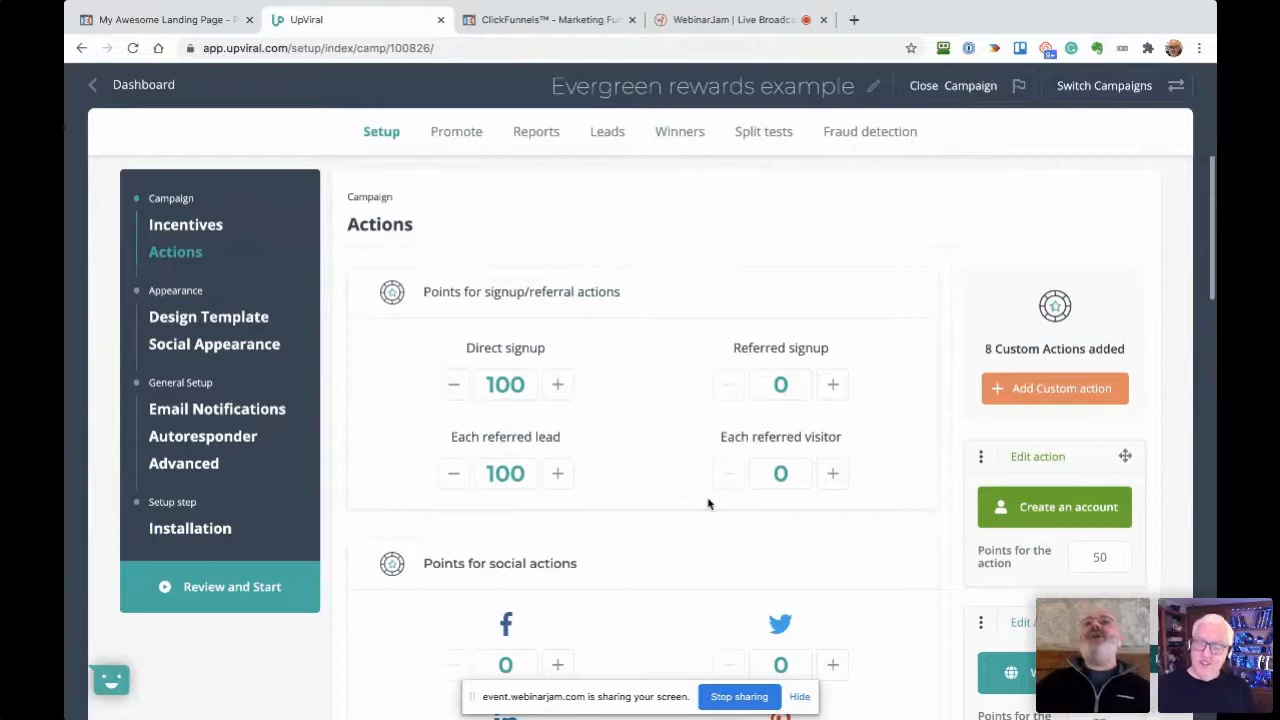 My Awesome Landing Page - P
UpViral
ClickFunnels™ - Marketing Fu
WebinarJam | Live Broadc
app.upviral.com/setup/index/camp/100826/
Dashboard
Evergreen rewards example
Close Campaign
Switch Campaigns
Setup
Promote
Reports
Leads
Winners
Split tests
Fraud detection
Campaign
Incentives
Actions
Appearance
Design Template
Social Appearance
General Setup
Email Notifications
Autoresponder
Advanced
Setup step
Installation
Review and Start
Campaign
Actions
Points for signup/referral actions
Direct signup
Referred signup
100
0
Each referred lead
Each referred visitor
100
0
Points for social actions
0
0
8 Custom Actions added
Add Custom action
Edit action
Create an account
Points for the
action
50
Edit a
Points for the
event.webinarjam.com is sharing your screen.
Stop sharing
Hide